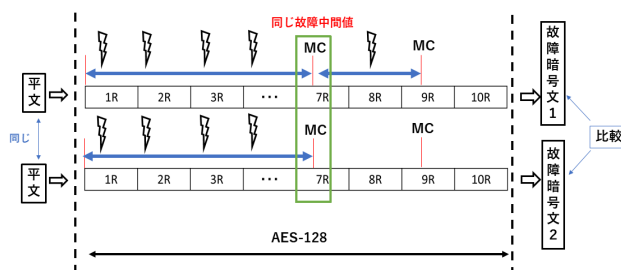 同じ故障中間値
MC
MC
平文
1R 2R 3R ・・・ 7R 8R 9R 10R
故障暗号文1
同じ
MC
MC
比較
平文
1R 2R 3R ・・・ 7R 8R 9R 10R
故障暗号文2
AES-128